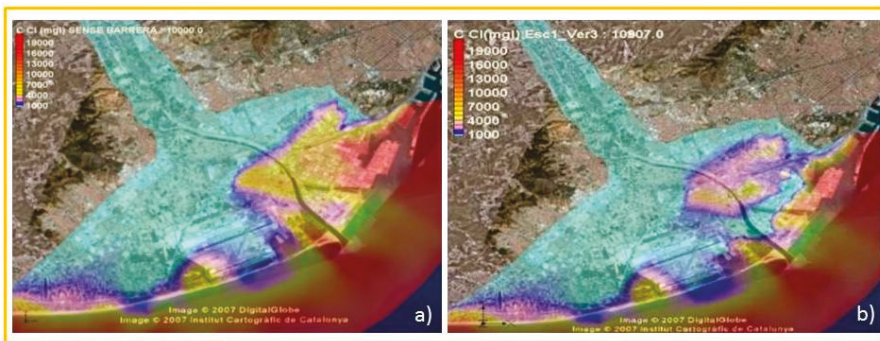 C Cl(mgl) SENSE BARRERA : 10000.0
19000
16000
13000
10000
7000
4000
1000
Image © 2007 DigitalGlobe
Image © 2007 Institut Cartogràfic de Catalunya
a)
C Cl(mgl) Esc1_Ver3 : 10907.0
19000
16000
13000
10000
7000
4000
1000
Image © 2007 DigitalGlobe
Image © 2007 Institut Cartogràfic de Catalunya
b)